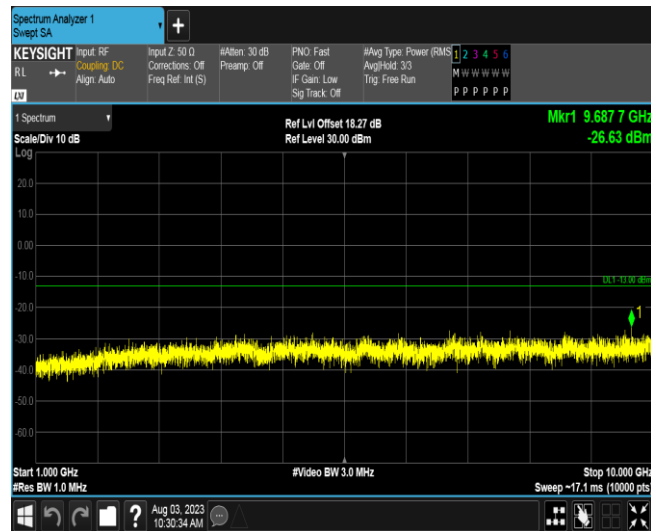 Spectrum Analyzer 1
Swept SA
KEYSIGHT
RL
LXI
Input: RF
Coupling: DC
Align: Auto
Input Z: 50 Ω
Corrections: Off
Freq Ref: Int (S)
#Atten: 30 dB
Preamp: Off
PNO: Fast
Gate: Off
IF Gain: Low
Sig Track: Off
#Avg Type: Power (RMS
Avg|Hold: 3/3
Trig: Free Run
1 2 3 4 5 6
M W W W W W
P P P P P P
1 Spectrum
Scale/Div 10 dB
Log
Ref Lvl Offset 18.27 dB
Ref Level 30.00 dBm
Mkr1 9.687 7 GHz
-26.63 dBm
20.0
10.0
0.00
-10.0
DL1 -13.00 dBm
-20.0
1
-30.0
-40.0
-50.0
-60.0
Start 1.000 GHz
#Video BW 3.0 MHz
Stop 10.000 GHz
#Res BW 1.0 MHz
Sweep ~17.1 ms (10000 pts
?
Aug 03, 2023
10:30:34 AM